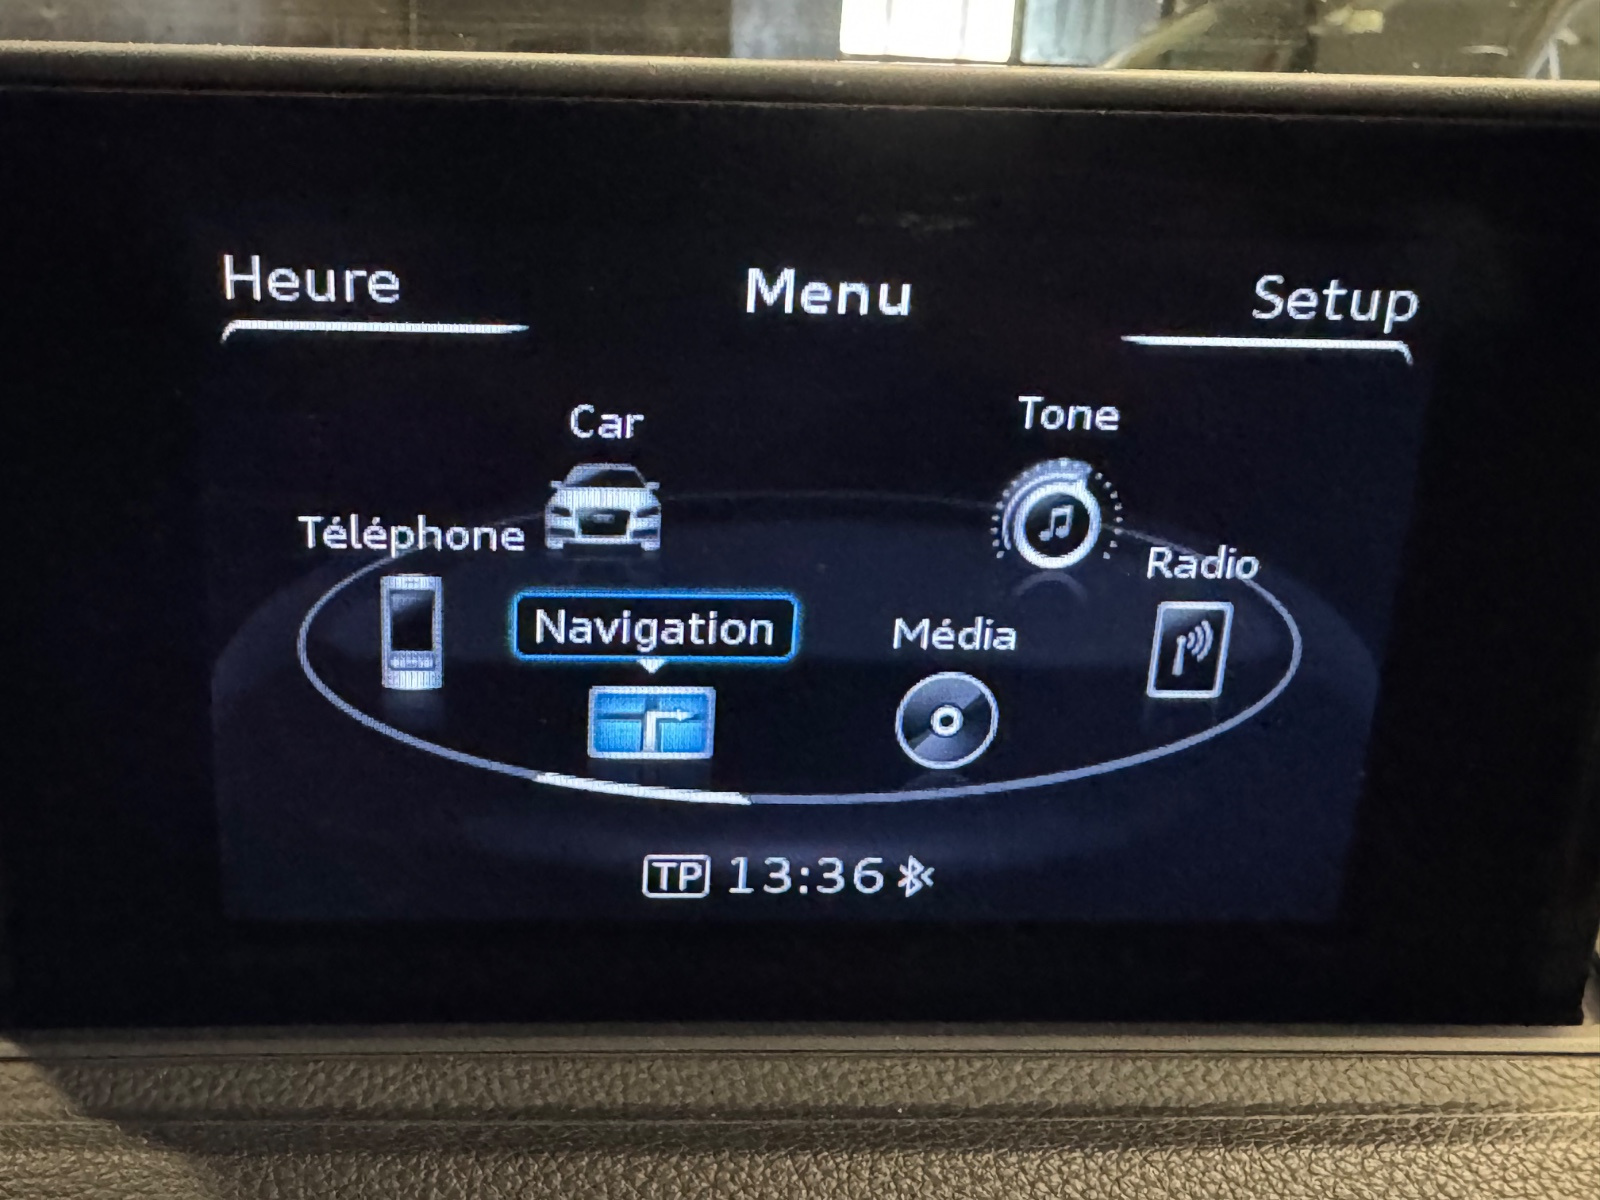 Heure
Menu
Setup
Car
Tone
Téléphone
Radio
Navigation
Média
TP 13:36